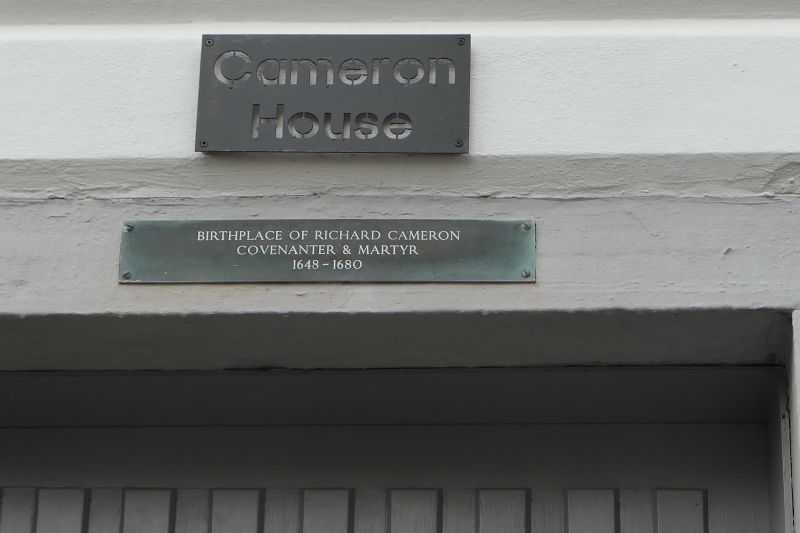 Cameron
House
BIRTHPLACE OF RICHARD CAMERON
COVENANTER & MARTYR
1648 - 1680